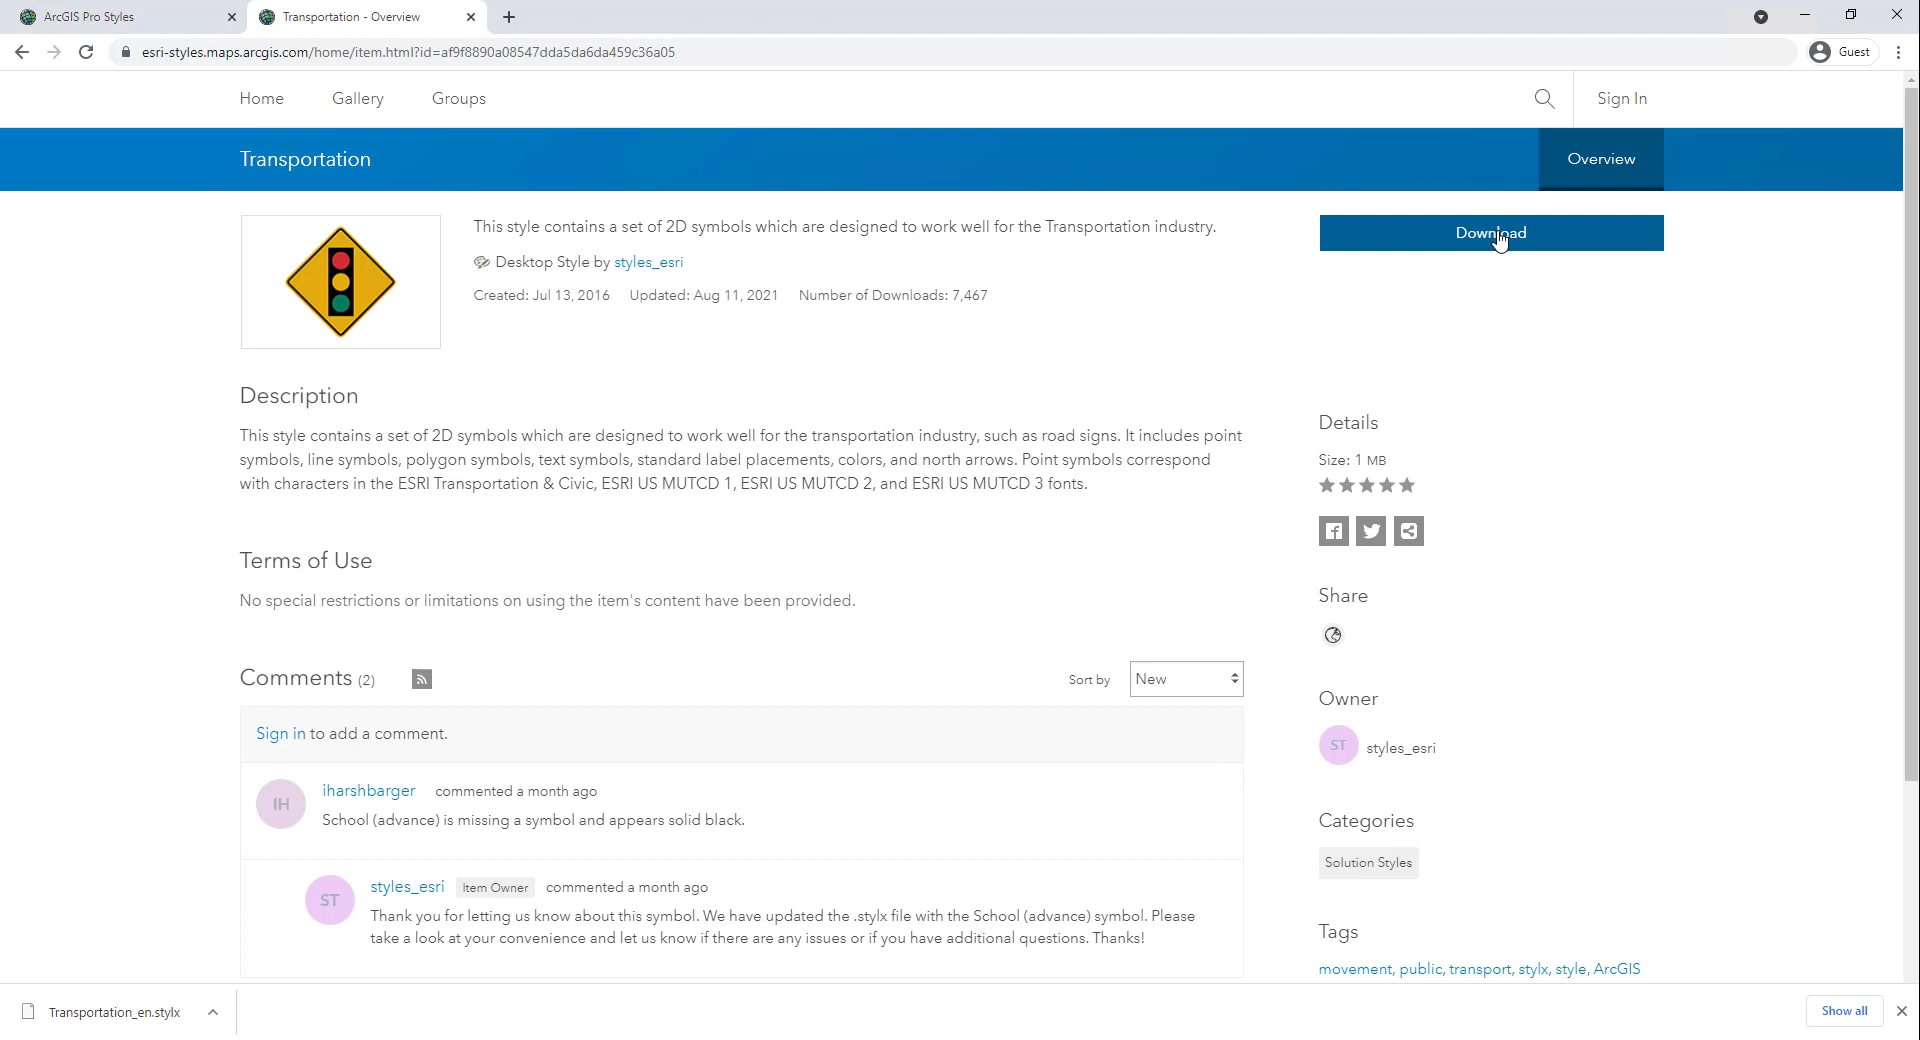 ArcGIS Pro Styles
Transportation - Overview
esri-styles.maps.arcgis.com/home/item.html?id=af9f8890a08547dda5da6da459c36a05
Guest
Home
Gallery
Groups
Sign In
Transportation
Overview
This style contains a set of 2D symbols which are designed to work well for the Transportation industry.
Download
Desktop Style by styles_esri
Created: Jul 13, 2016 Updated: Aug 11, 2021 Number of Downloads: 7,467
Description
This style contains a set of 2D symbols which are designed to work well for the transportation industry, such as road signs. It includes point
symbols, line symbols, polygon symbols, text symbols, standard label placements, colors, and north arrows. Point symbols correspond
with characters in the ESRI Transportation & Civic, ESRI US MUTCD 1, ESRI US MUTCD 2, and ESRI US MUTCD 3 fonts.
Details
Size: 1 MB
Terms of Use
No special restrictions or limitations on using the item's content have been provided.
Share
Comments (2)
Sort by
New
Owner
ST
styles_esri
Sign in to add a comment.
IH
iharshbarger commented a month ago
School (advance) is missing a symbol and appears solid black.
Categories
Solution Styles
ST
styles_esri Item Owner commented a month ago
Thank you for letting us know about this symbol. We have updated the .stylx file with the School (advance) symbol. Please
take a look at your convenience and let us know if there are any issues or if you have additional questions. Thanks!
Tags
movement, public, transport, stylx, style, ArcGIS
Transportation_en.stylx
Show all